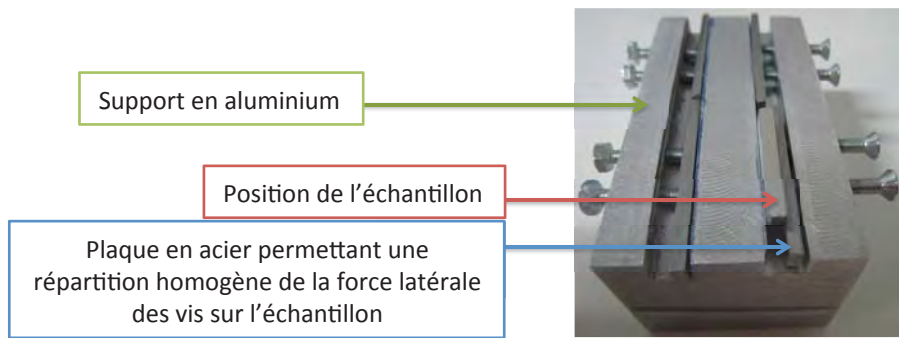 Support en aluminium
Position de l’échantillon
Plaque en acier permettant une
répartition homogène de la force latérale
des vis sur l’échantillon